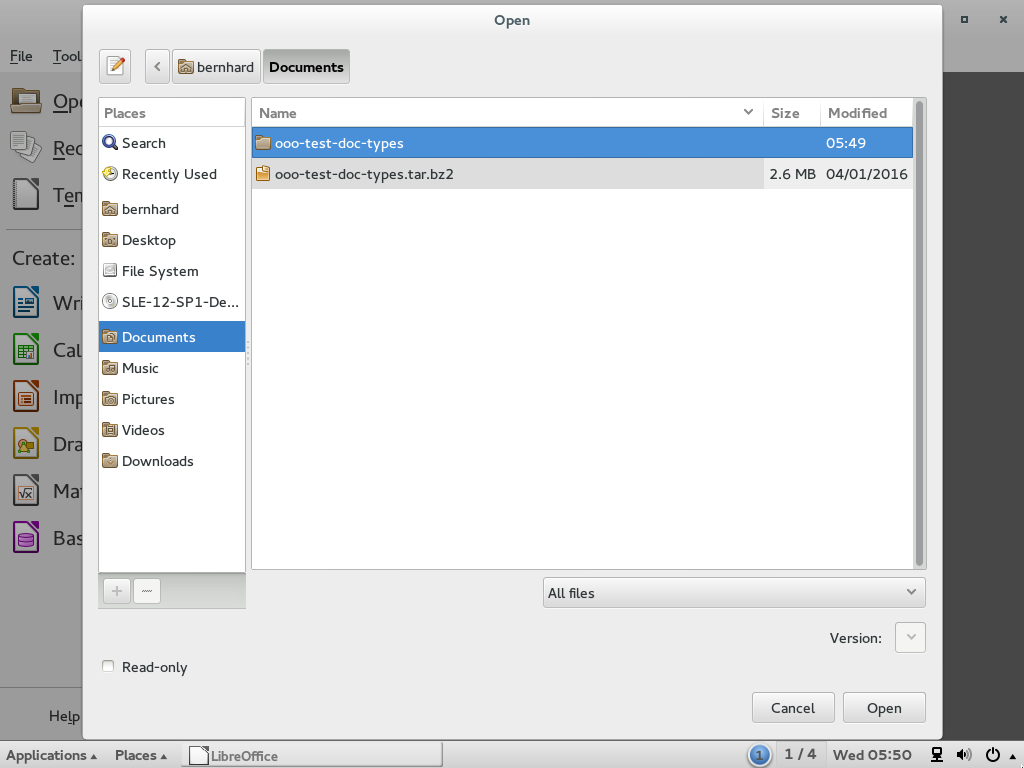 Open
File Tool
bernhard Documents
Places
Name Size Modified
Search
ooo-test-doc-types 05:49
Recently Used
ooo-test-doc-types.tar.bz2 2.6 MB 04/01/2016
bernhard
Desktop
File System
SLE-12-SP1-De...
Documents
Music
Pictures
Videos
Downloads
Ope
Rec
Tem
Create:
Wri
Cal
Imp
Dra
Mat
Bas
All files
Version:
Read-only
Help
Cancel Open
Applications Places LibreOffice 1 1 / 4 Wed 05:50